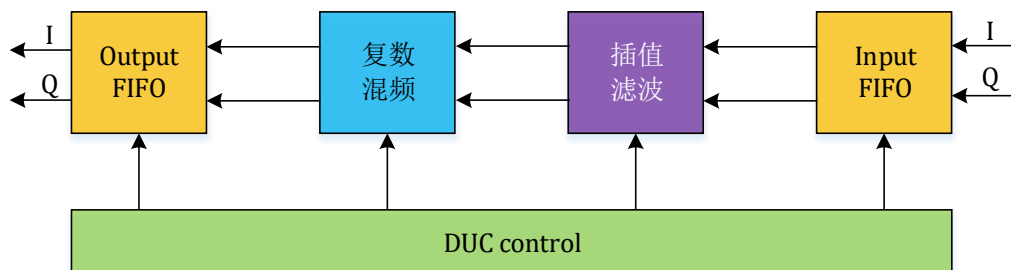 I
Q
Output
FIFO
复数
混频
插值
滤波
Input
FIFO
I
Q
DUC control